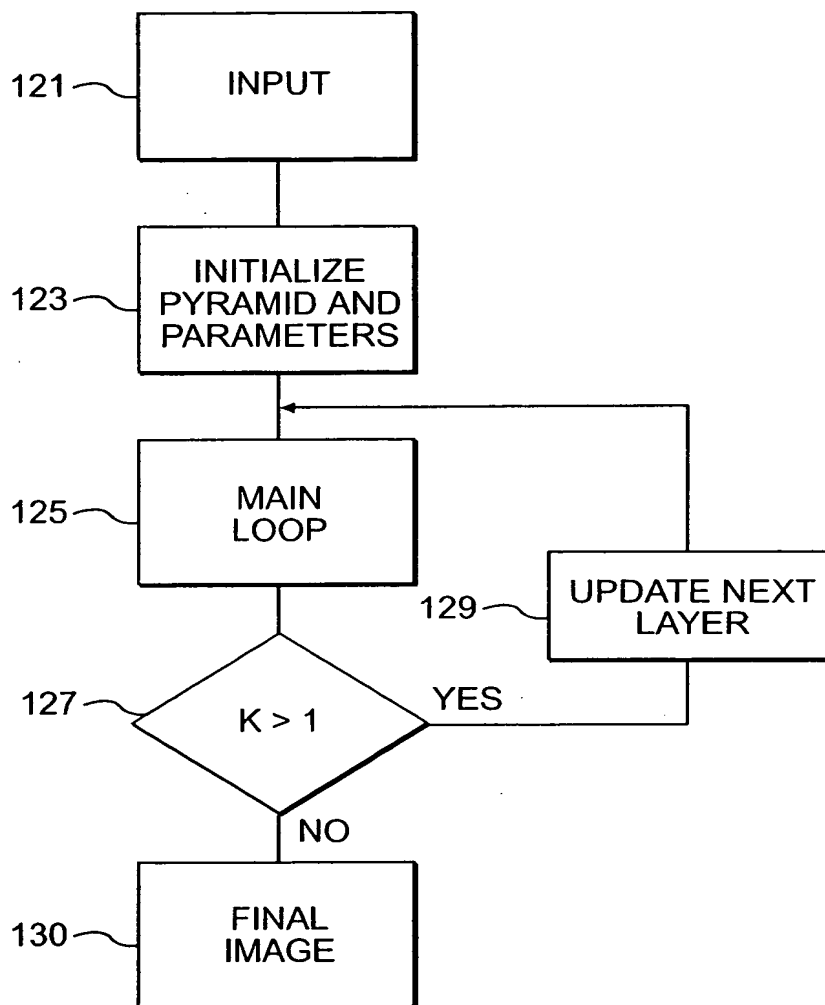 121
INPUT
123
INITIALIZE
PYRAMID AND
PARAMETERS
125
MAIN
LOOP
129
UPDATE NEXT
LAYER
127
K > 1
YES
NO
130
FINAL
IMAGE